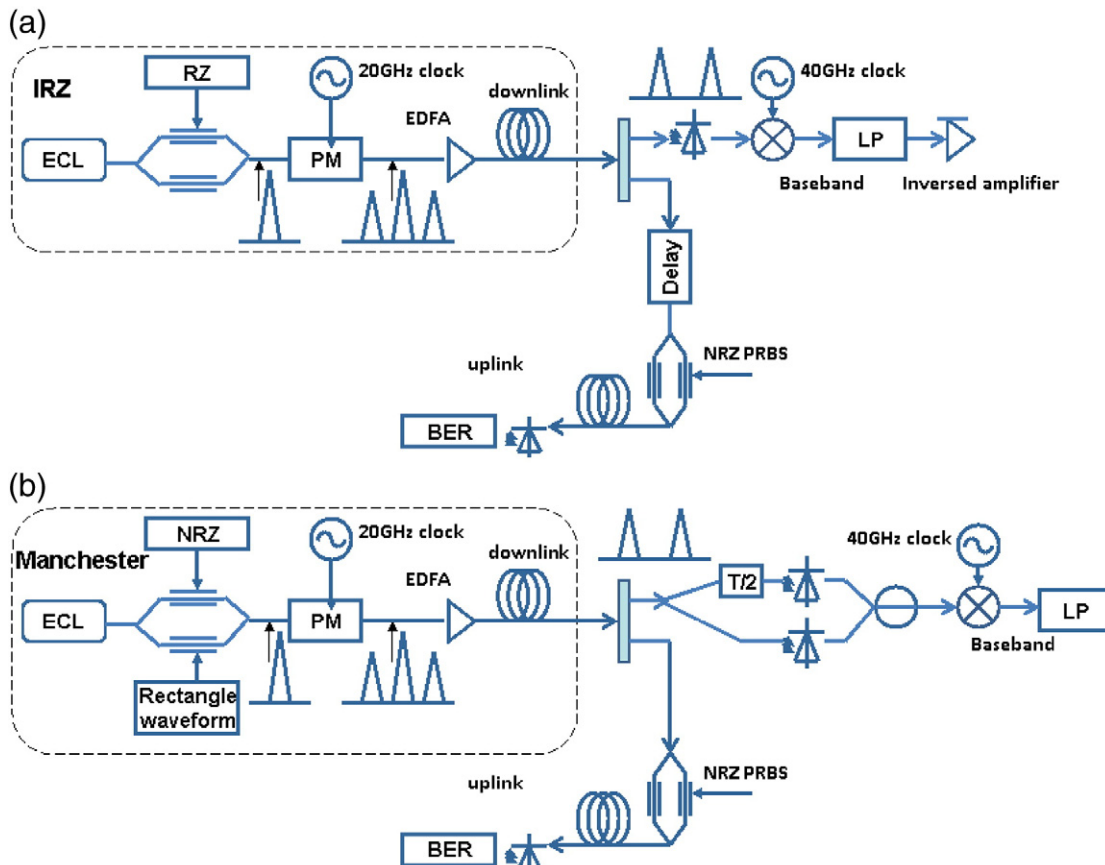 (a)
IRZ
RZ
20GHz clock
EDFA
downlink
40GHz clock
ECL
PM
LP
Baseband
Inversed amplifier
Delay
NRZ PRBS
uplink
BER
(b)
Manchester
NRZ
20GHz clock
EDFA
downlink
40GHz clock
T/2
ECL
PM
LP
Baseband
Rectangle
waveform
NRZ PRBS
uplink
BER